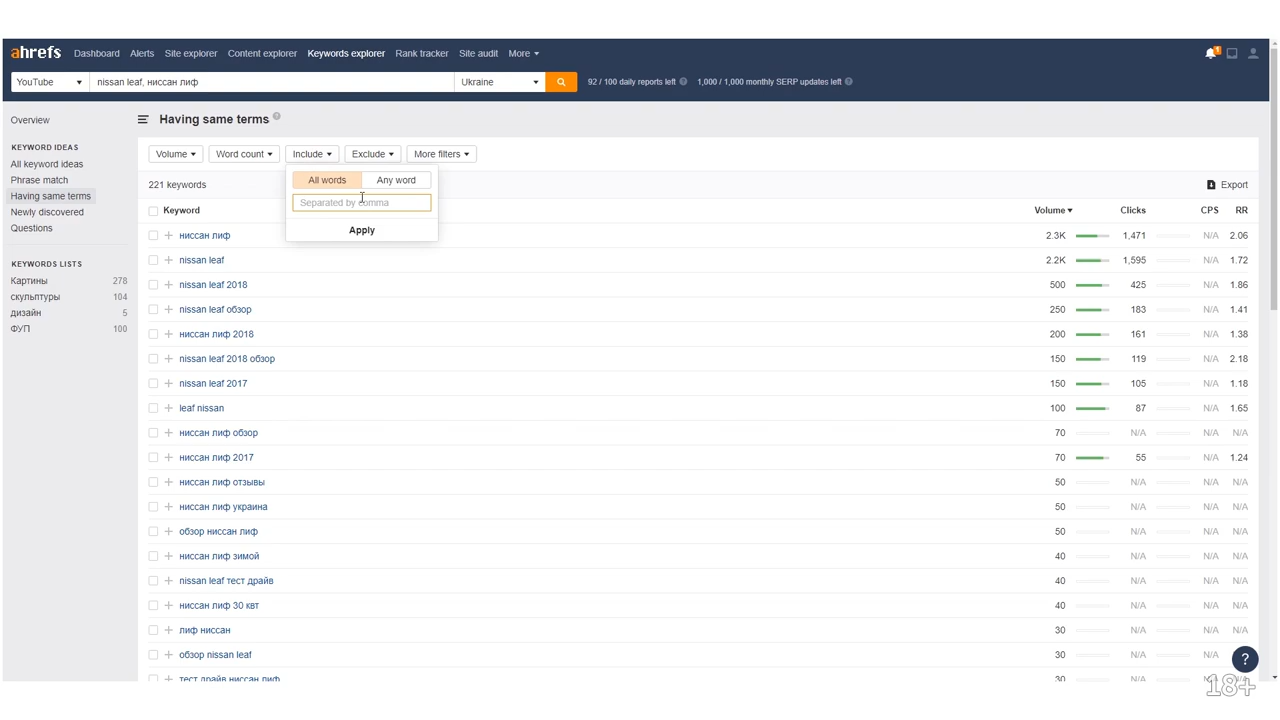 ahrefs Dashboard Alerts Site explorer Content explorer Keywords explorer Rank tracker Site audit More
YouTube nissan leaf, ниссан лиф Ukraine 92 / 100 daily reports left 1,000 / 1,000 monthly SERP updates left
Overview
KEYWORD IDEAS
All keyword ideas
Phrase match
Having same terms
Newly discovered
Questions
KEYWORDS LISTS
Картины 278
скульптуры 104
дизайн 5
ФУП 100
Having same terms
Volume Word count Include Exclude More filters
All words Any word
Separated by comma
Apply
221 keywords Export
Keyword Volume Clicks CPS RR
ниссан лиф 2.3K 1,471 N/A 2.06
nissan leaf 2.2K 1,595 N/A 1.72
nissan leaf 2018 500 425 N/A 1.86
nissan leaf обзор 250 183 N/A 1.41
ниссан лиф 2018 200 161 N/A 1.38
nissan leaf 2018 обзор 150 119 N/A 2.18
nissan leaf 2017 150 105 N/A 1.18
leaf nissan 100 87 N/A 1.65
ниссан лиф обзор 70 N/A N/A N/A
ниссан лиф 2017 70 55 N/A 1.24
ниссан лиф отзывы 50 N/A N/A N/A
ниссан лиф украина 50 N/A N/A N/A
обзор ниссан лиф 50 N/A N/A N/A
ниссан лиф зимой 40 N/A N/A N/A
nissan leaf тест драйв 40 N/A N/A N/A
ниссан лиф 30 квт 40 N/A N/A N/A
лиф ниссан 30 N/A N/A N/A
обзор nissan leaf 30 N/A N/A N/A
тест драйв ниссан лиф 30 N/A N/A N/A
?
18+